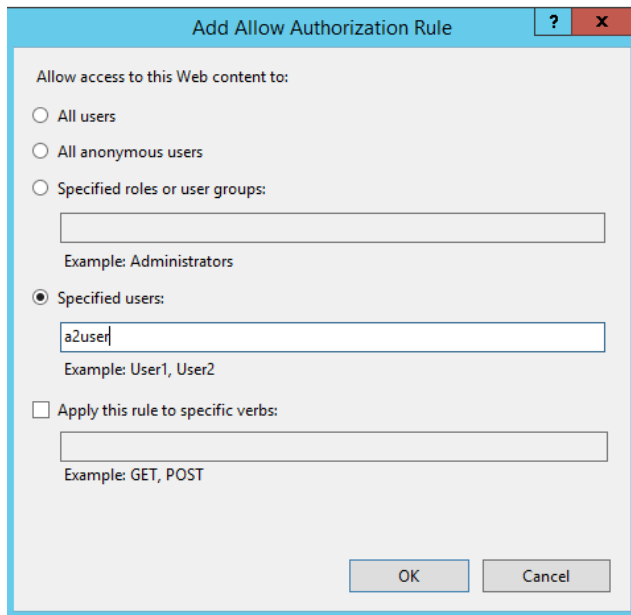 Add Allow Authorization Rule
? x
Allow access to this Web content to:
All users
All anonymous users
Specified roles or user groups:
Example: Administrators
Specified users:
a2user
Example: User1, User2
Apply this rule to specific verbs:
Example: GET, POST
OK Cancel